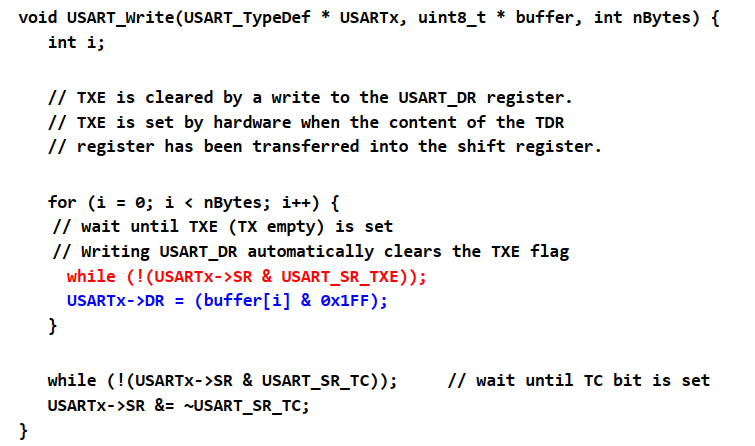 void USART_Write(USART_TypeDef * USARTx, uint8_t * buffer, int nBytes) {
int i;
// TXE is cleared by a write to the USART_DR register.
// TXE is set by hardware when the content of the TDR
// register has been transferred into the shift register.
for (i = 0; i < nBytes; i++) {
// wait until TXE (TX empty) is set
// Writing USART_DR automatically clears the TXE flag
while (!(USARTx->SR & USART_SR_TXE));
USARTx->DR = (buffer[i] & 0x1FF);
}
while (!(USARTx->SR & USART_SR_TC)); // wait until TC bit is set
USARTx->SR &= ~USART_SR_TC;
}